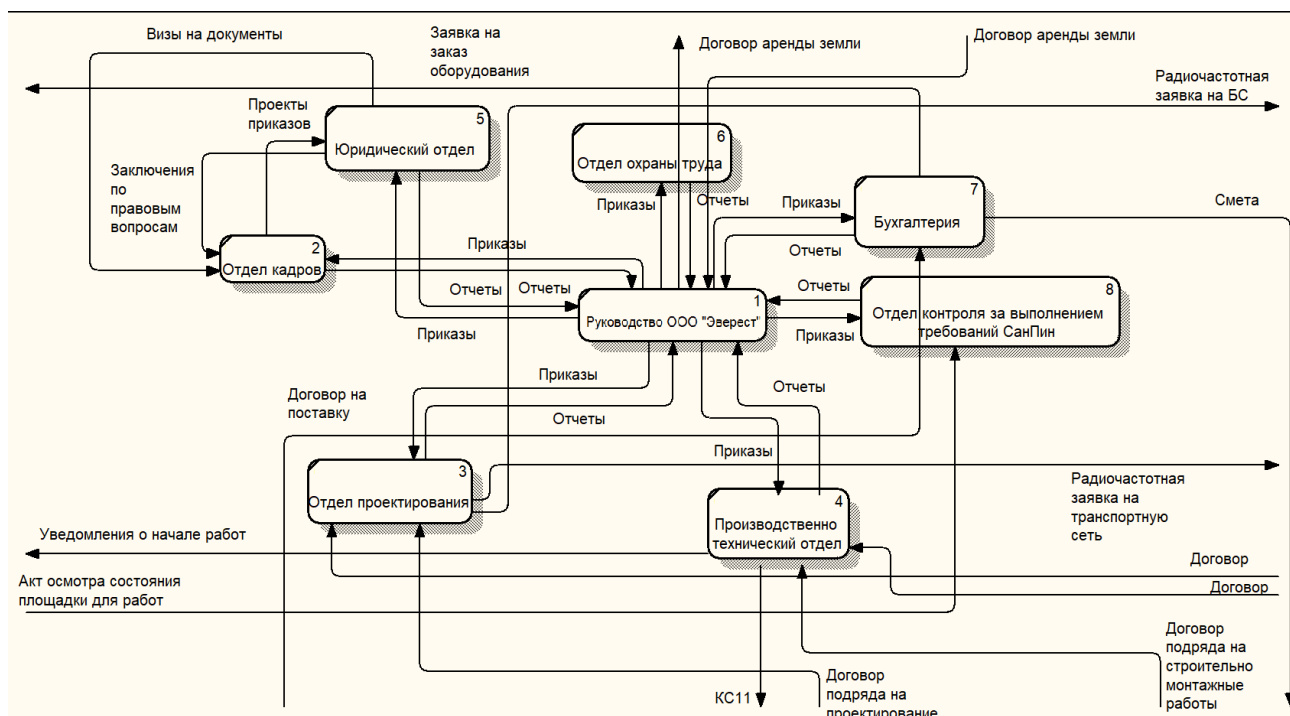 Визы на документы
Заявка на
заказ
оборудования
Договор аренды земли
Договор аренды земли
Радиочастотная
заявка на БС
Проекты
приказов
5
Юридический отдел
6
Отдел охраны труда
7
Бухгалтерия
Заключения
по
правовым
вопросам
Приказы
Отчеты
Приказы
Смета
2
Отдел кадров
Приказы
Отчеты
Отчеты
Отчеты
Отчеты
8
Отдел контроля за выполнением
требований СанПин
1
Руководство ООО "Эверест"
Приказы
Приказы
Приказы
Отчеты
Договор на
поставку
Отчеты
Приказы
3
Отдел проектирования
4
Производственно
технический отдел
Радиочастотная
заявка на
транспортную
сеть
Уведомления о начале работ
Договор
Акт осмотра состояния
площадки для работ
Договор
Договор
подряда на
строительно
монтажные
работы
КС11
Договор
подряда на
проектирование